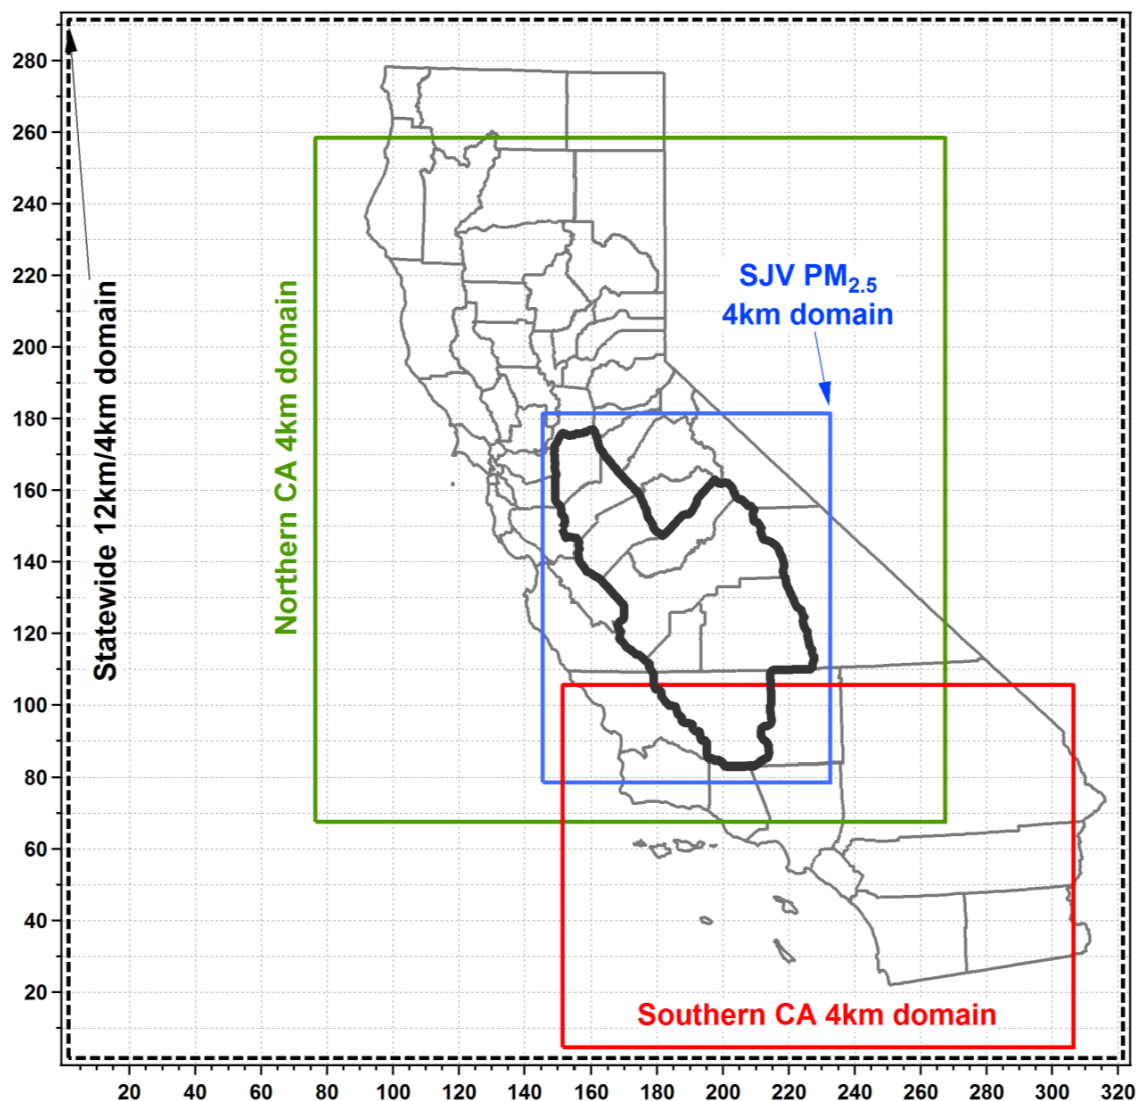 280
260
240
220
200
180
160
140
120
100
80
60
40
20
Statewide 12km/4km domain
Northern CA 4km domain
SJV PM2.5
4km domain
Southern CA 4km domain
20 40 60 80 100 120 140 160 180 200 220 240 260 280 300 320